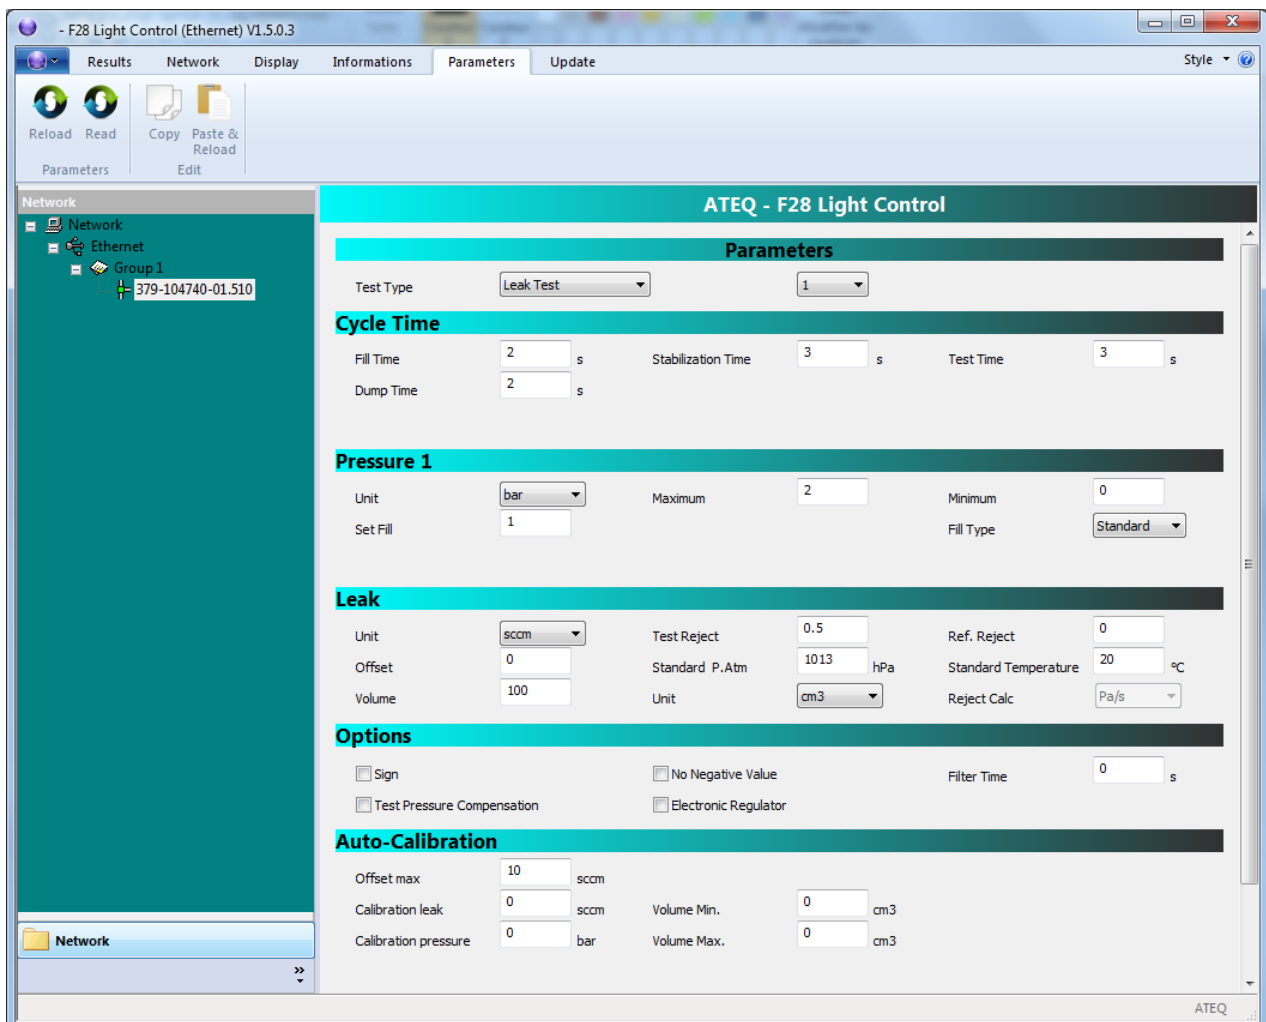 - F28 Light Control (Ethernet) V1.5.0.3
Results Network Display Informations Parameters Update Style
Reload Read Copy Paste & Reload
Parameters Edit
Network
Network
Ethernet
Group 1
379-104740-01.510
Network
ATEQ - F28 Light Control
Parameters
Test Type Leak Test 1
Cycle Time
Fill Time 2 s Stabilization Time 3 s Test Time 3 s
Dump Time 2 s
Pressure 1
Unit bar Maximum 2 Minimum 0
Set Fill 1 Fill Type Standard
Leak
Unit sccm Test Reject 0.5 Ref. Reject 0
Offset 0 Standard P.Atm 1013 hPa Standard Temperature 20 °C
Volume 100 Unit cm3 Reject Calc Pa/s
Options
Sign No Negative Value Filter Time 0 s
Test Pressure Compensation Electronic Regulator
Auto-Calibration
Offset max 10 sccm
Calibration leak 0 sccm Volume Min. 0 cm3
Calibration pressure 0 bar Volume Max. 0 cm3
ATEQ